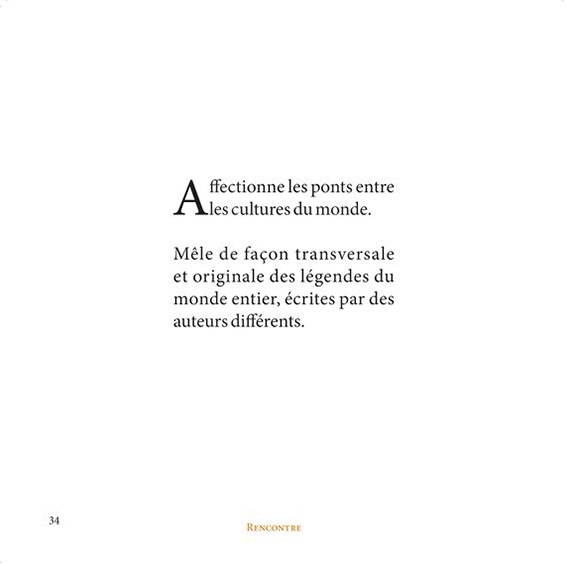 Affectionne les ponts entre
les cultures du monde.
Mêle de façon transversale
et originale des légendes du
monde entier, écrites par des
auteurs différents.
34
Rencontre